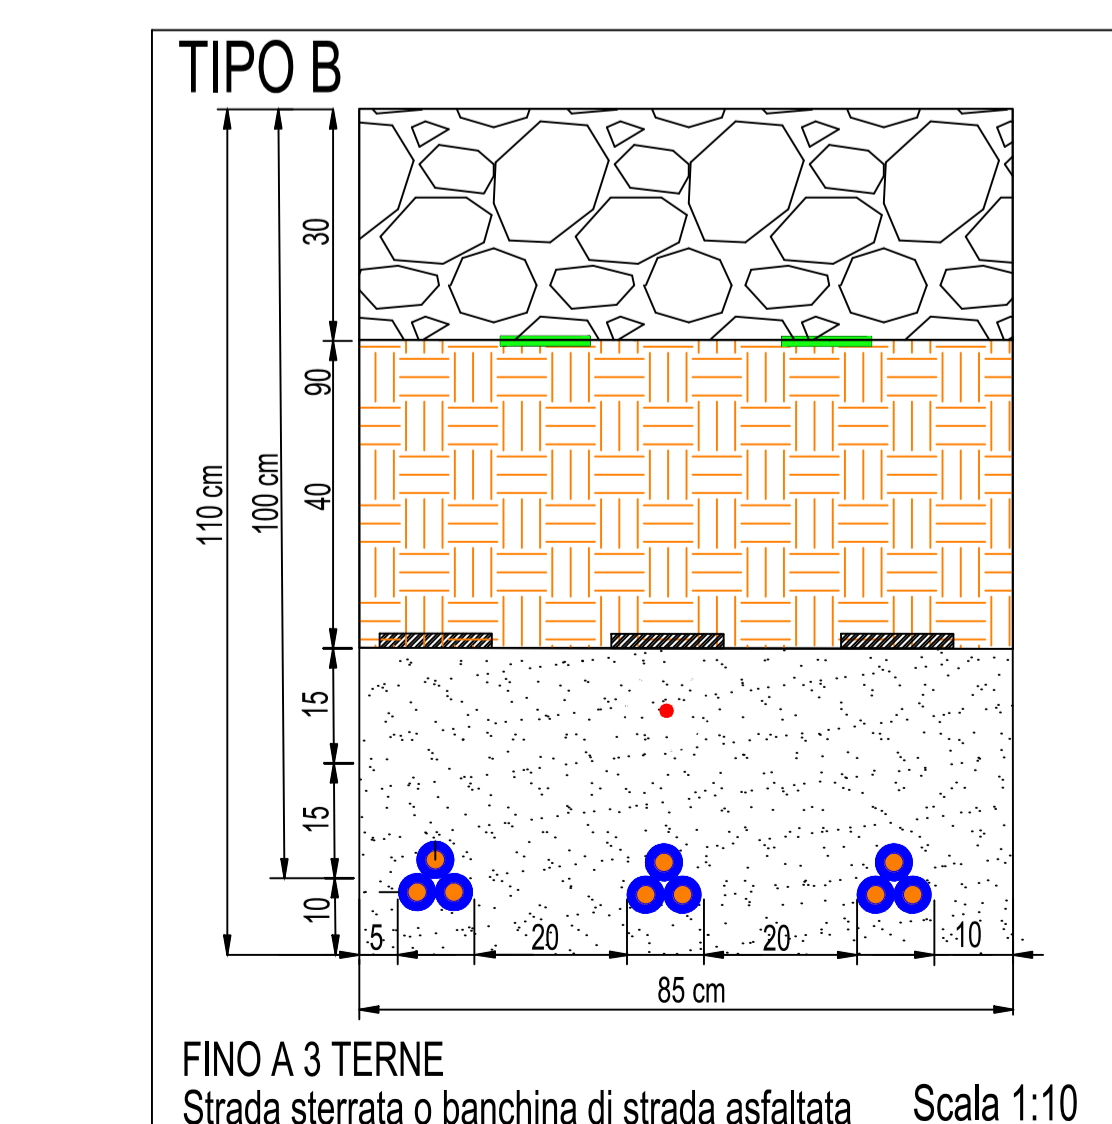 TIPO B
30
90
110 cm
100 cm
40
15
15
10
5
20
20
10
85 cm
FINO A 3 TERNE
Strada sterrata o banchina di strada asfaltata
Scala 1:10